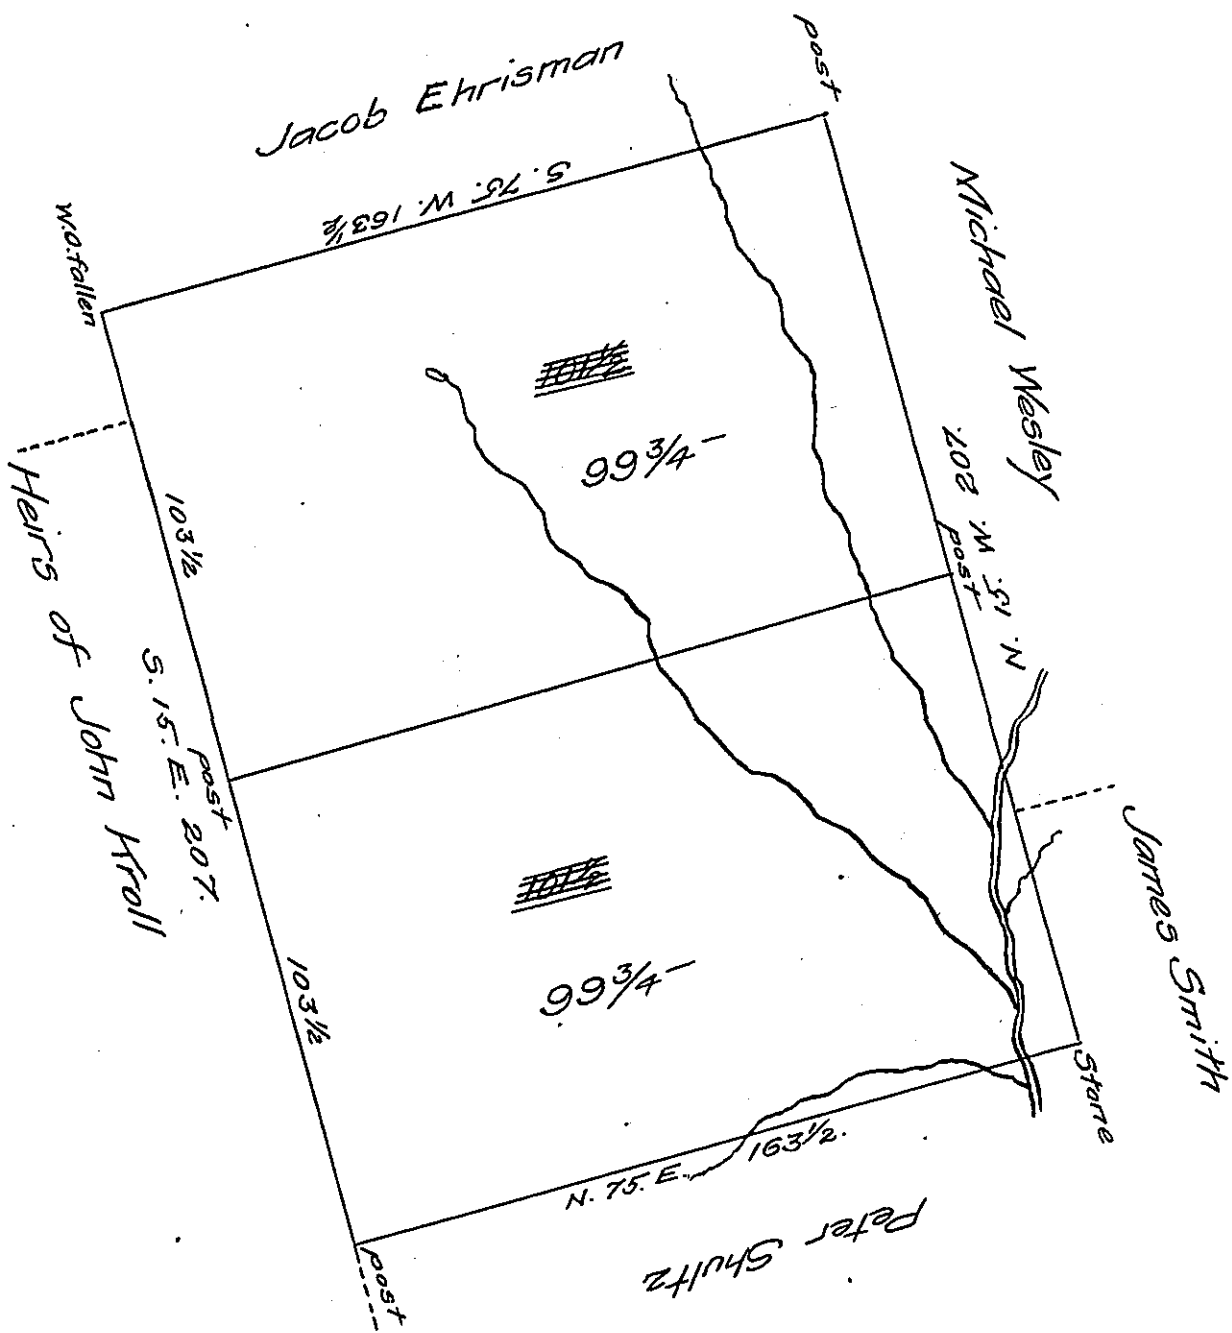 Jacob Ehrisman
post
S. 75. W. 163½
w.o. fallen
Michael Wesley
N. 15. W. 207.
post
101½
99¾
103½
Heirs of John Kroll
S. 15. E. 207.
post
James Smith
101½
99¾
103½
Stone
163½.
N. 75. E.
Peter Shultz
post